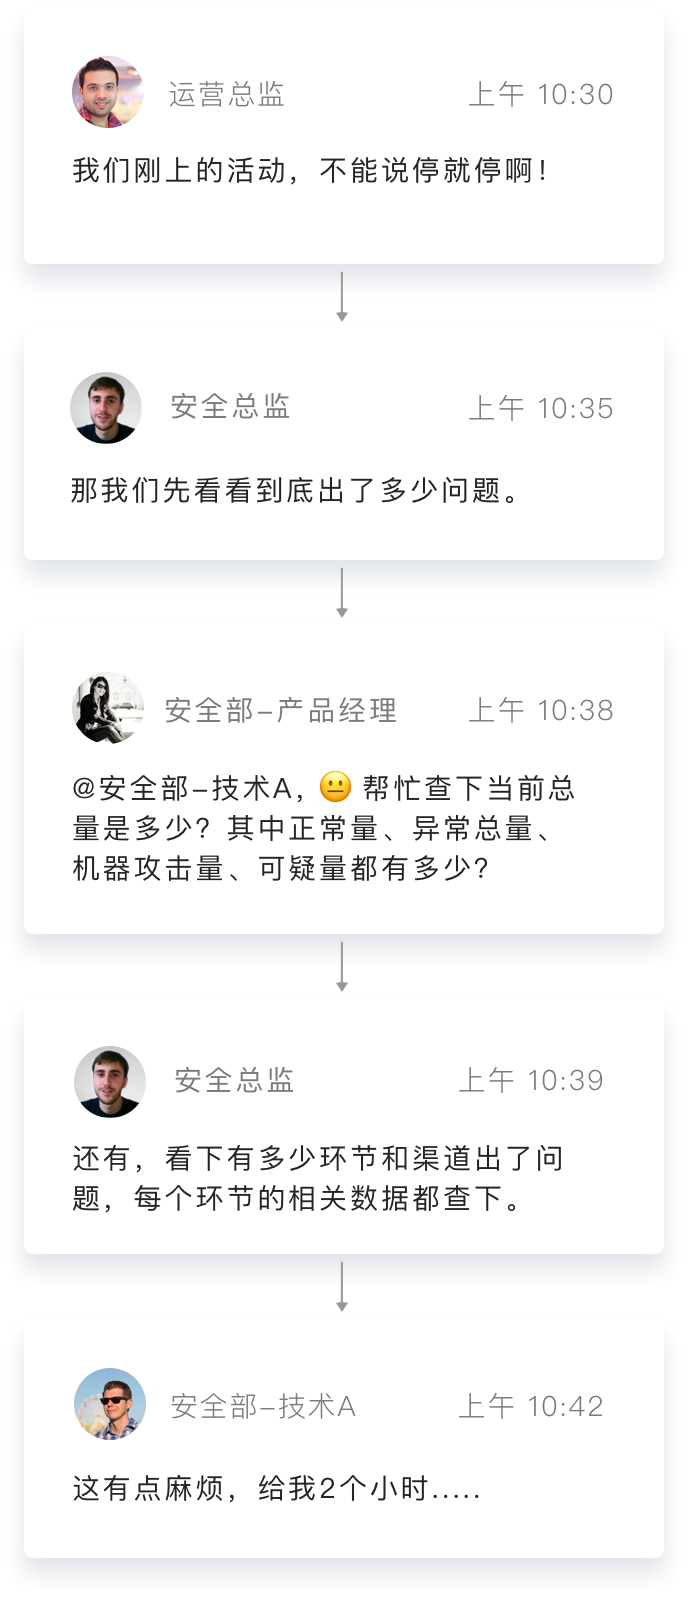 运营总监 上午 10:30
我们刚上的活动，不能说停就停啊！
安全总监 上午 10:35
那我们先看看到底出了多少问题。
安全部–产品经理 上午 10:38
@安全部–技术A，😐 帮忙查下当前总
量是多少？其中正常量、异常总量、
机器攻击量、可疑量都有多少？
安全总监 上午 10:39
还有，看下有多少环节和渠道出了问
题，每个环节的相关数据都查下。
安全部–技术A 上午 10:42
这有点麻烦，给我2个小时.....